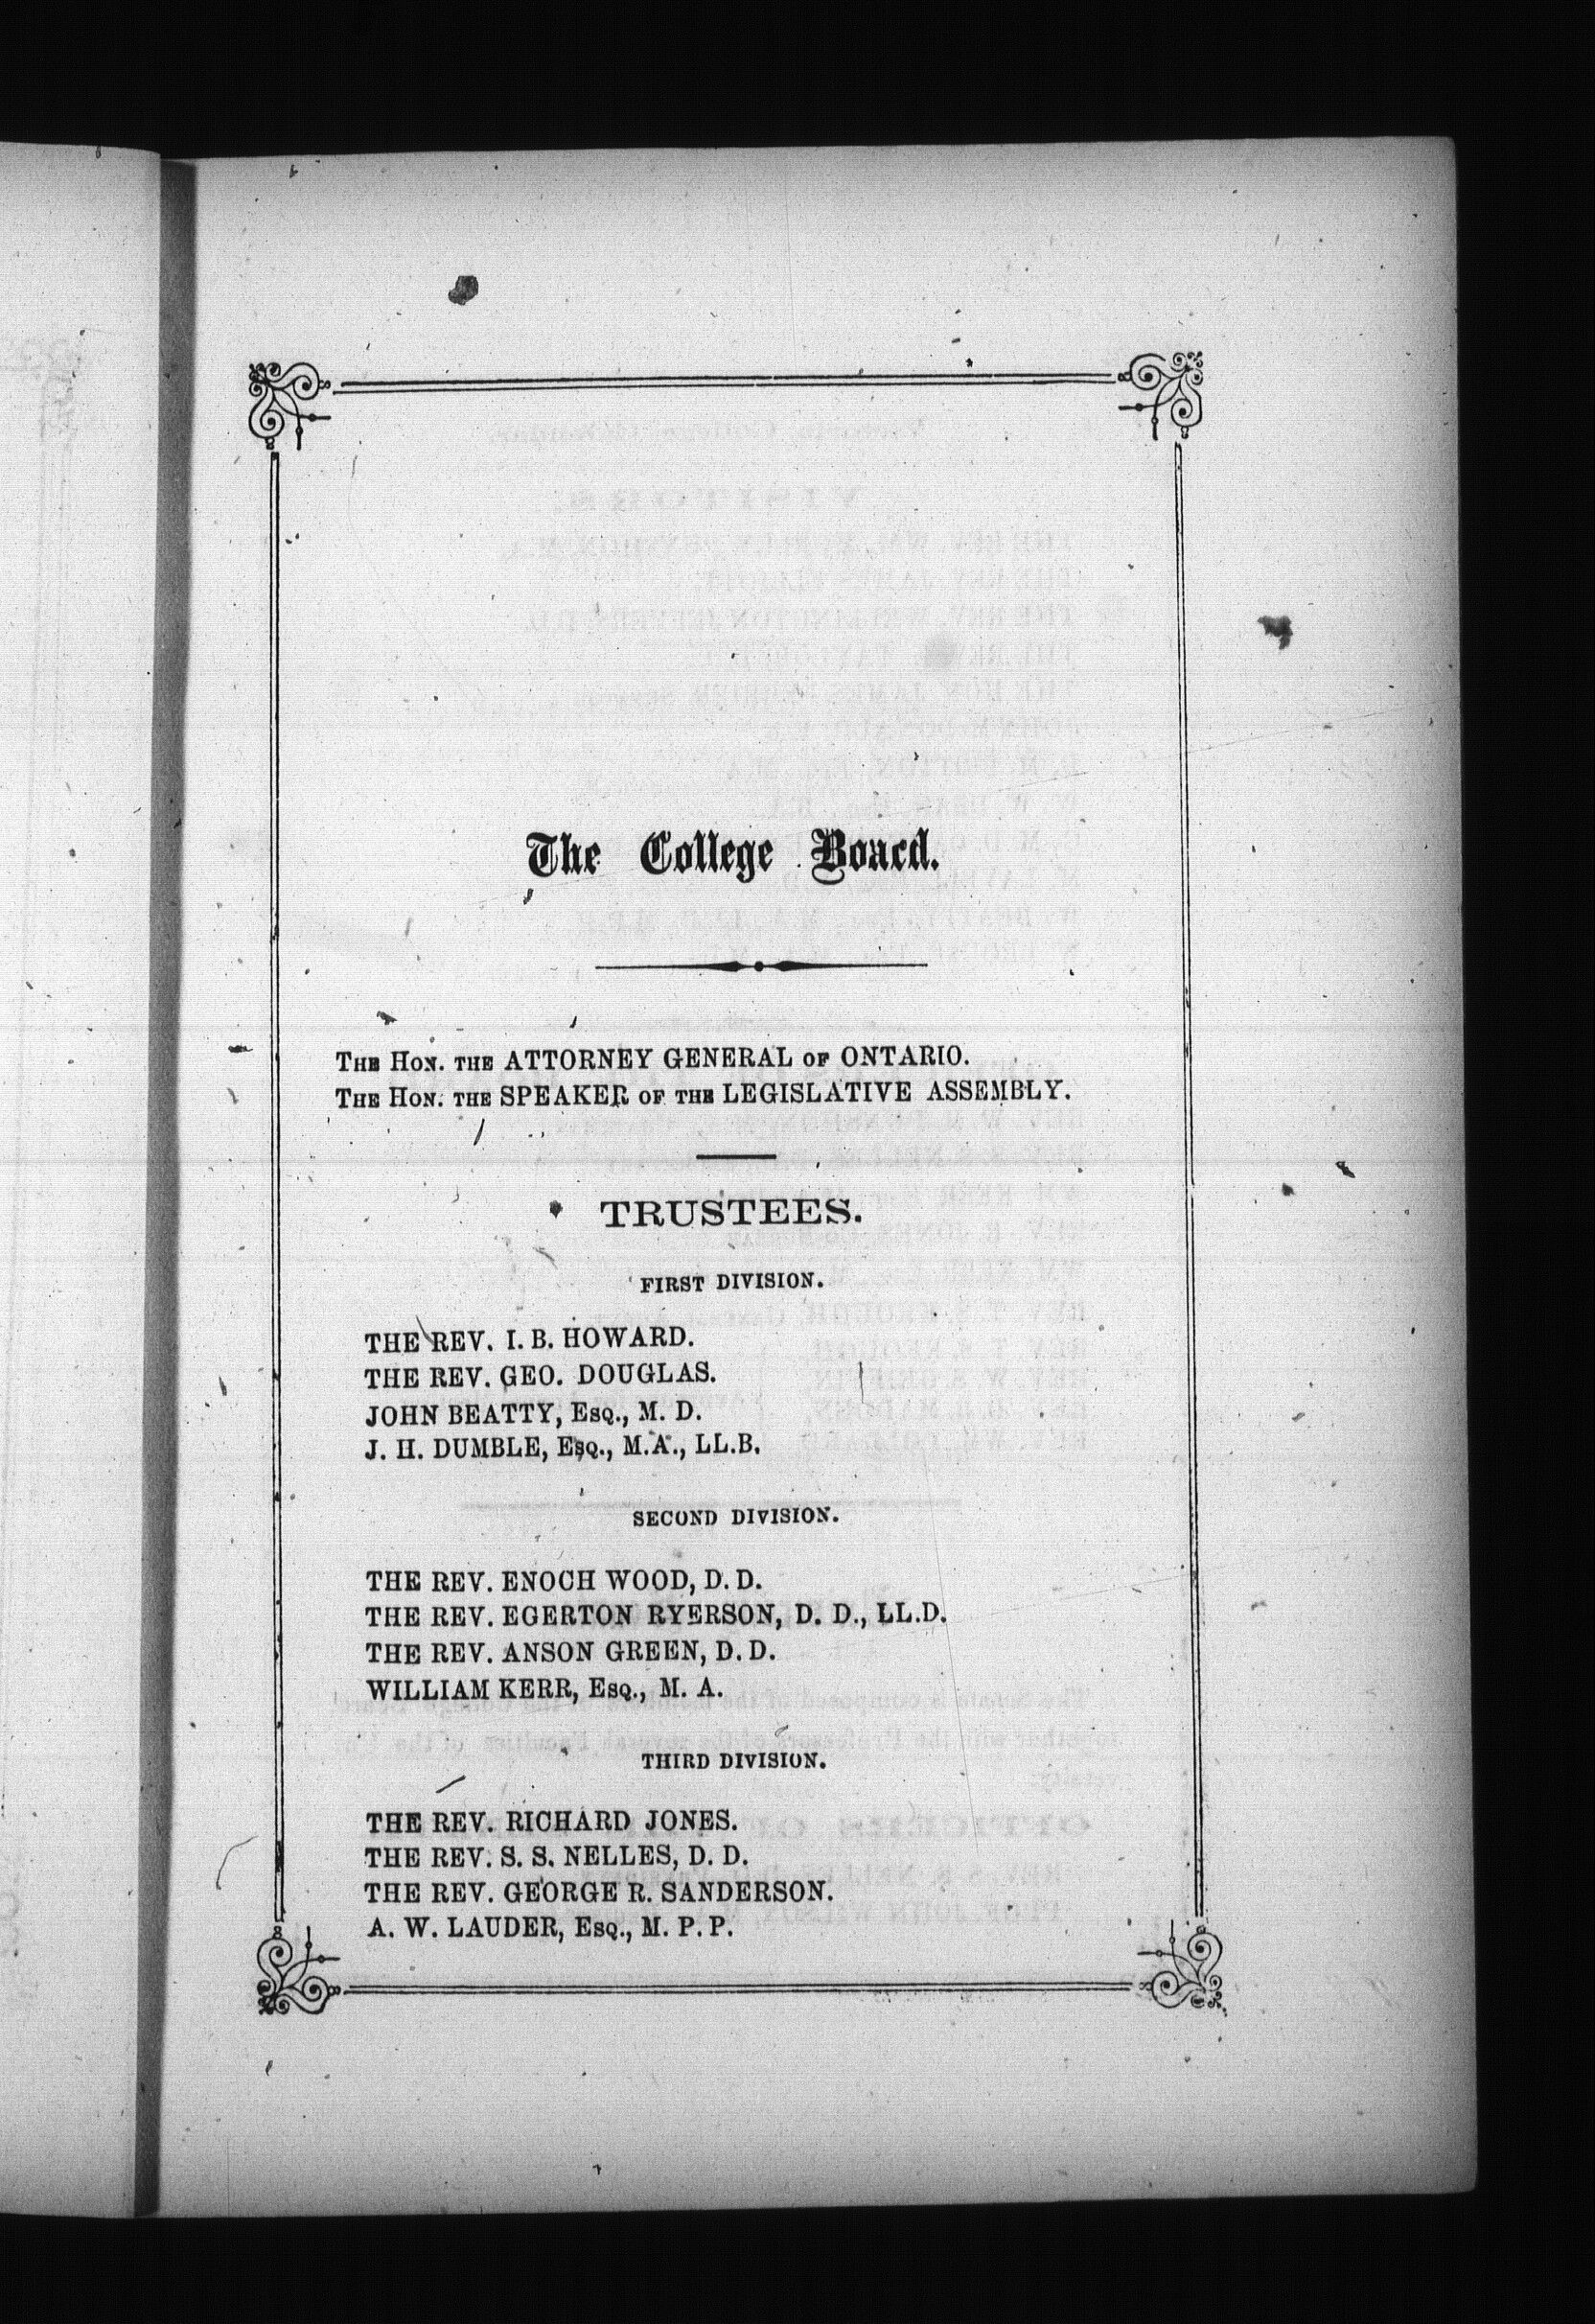 The College Board.
THE HON. THE ATTORNEY GENERAL OF ONTARIO.
THE HON. THE SPEAKER OF THE LEGISLATIVE ASSEMBLY.
TRUSTEES.
FIRST DIVISION.
THE REV. I. B. HOWARD.
THE REV. GEO. DOUGLAS.
JOHN BEATTY, ESQ., M. D.
J. H. DUMBLE, ESQ., M.A., LL.B.
SECOND DIVISION.
THE REV. ENOCH WOOD, D. D.
THE REV. EGERTON RYERSON, D. D., LL.D.
THE REV. ANSON GREEN, D. D.
WILLIAM KERR, ESQ., M. A.
THIRD DIVISION.
THE REV. RICHARD JONES.
THE REV. S. S. NELLES, D. D.
THE REV. GEORGE R. SANDERSON.
A. W. LAUDER, ESQ., M. P. P.